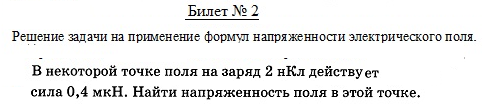 Билет № 2
Решение задачи на применение формул напряженности электрического поля.
В некоторой точке поля на заряд 2 нКл действует
сила 0,4 мкН. Найти напряженность поля в этой точке.